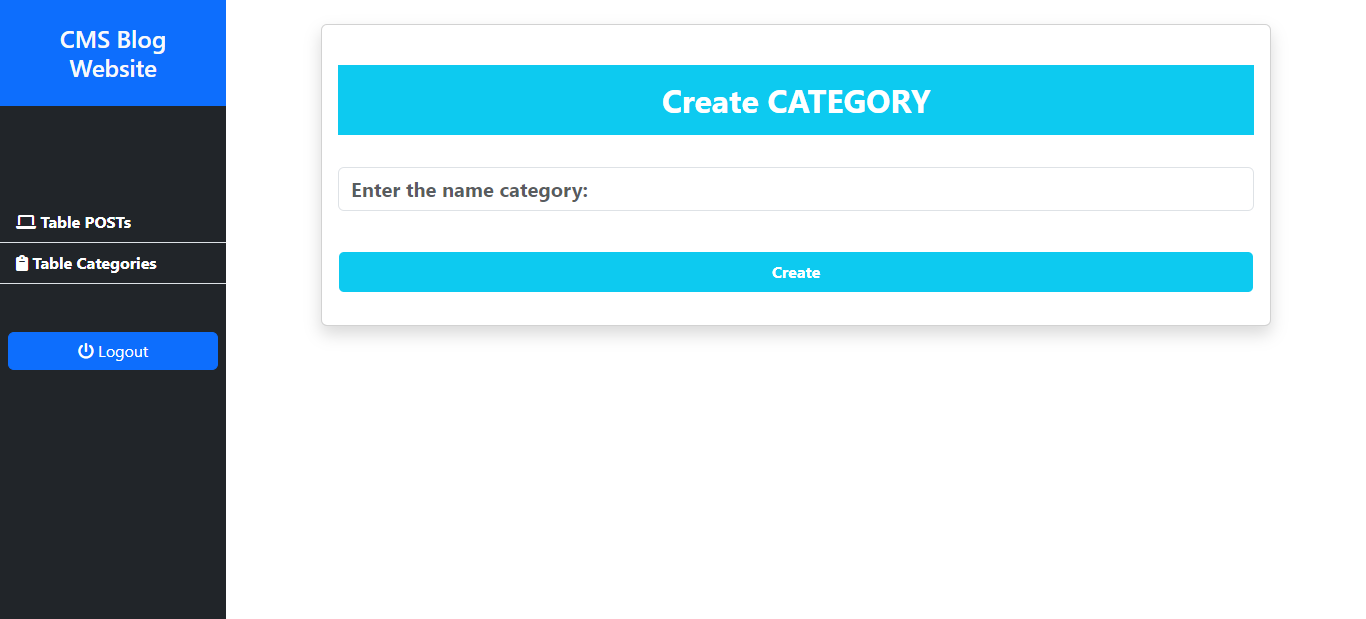 CMS Blog
Website
Table POSTs
Table Categories
Logout
Create CATEGORY
Enter the name category:
Create